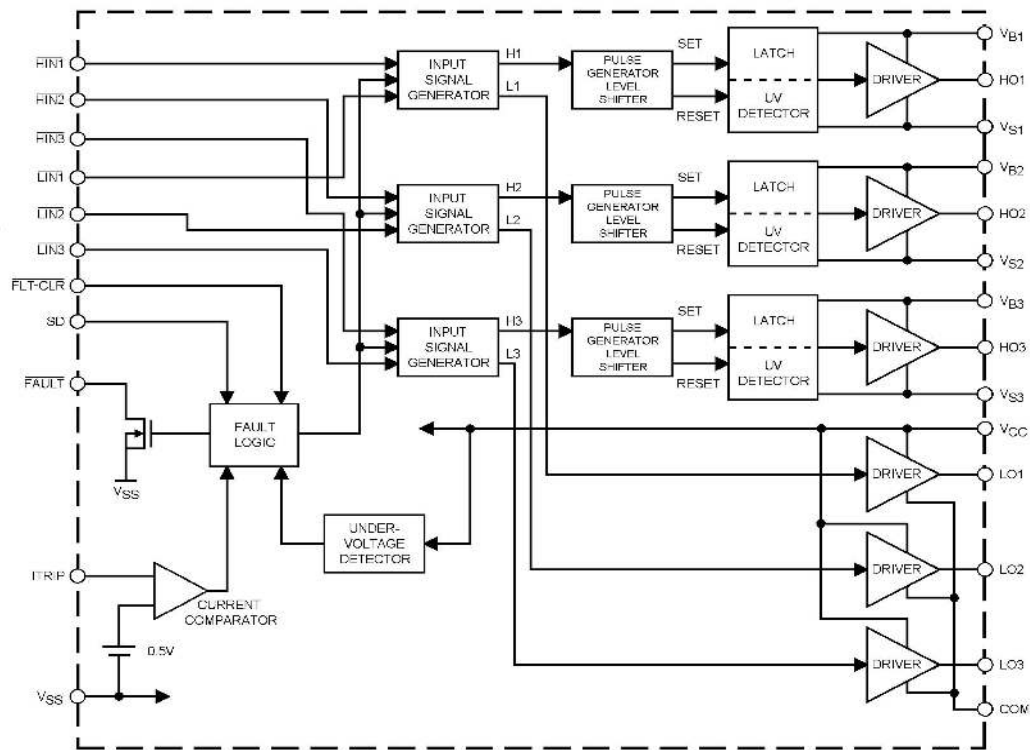 HIN1
HIN2
HIN3
LIN1
LIN2
LIN3
FLT-CLR
SD
FAULT
VSS
ITRIP
VSS
0.5V
CURRENT
COMPARATOR
FAULT
LOGIC
UNDER-
VOLTAGE
DETECTOR
INPUT
SIGNAL
GENERATOR
H1
L1
PULSE
GENERATOR
LEVEL
SHIFTER
SET
RESET
LATCH
UV
DETECTOR
DRIVER
VB1
HO1
VS1
INPUT
SIGNAL
GENERATOR
H2
L2
PULSE
GENERATOR
LEVEL
SHIFTER
SET
RESET
LATCH
UV
DETECTOR
DRIVER
VB2
HO2
VS2
INPUT
SIGNAL
GENERATOR
H3
L3
PULSE
GENERATOR
LEVEL
SHIFTER
SET
RESET
LATCH
UV
DETECTOR
DRIVER
VB3
HO3
VS3
VCC
DRIVER
LO1
DRIVER
LO2
DRIVER
LO3
COM